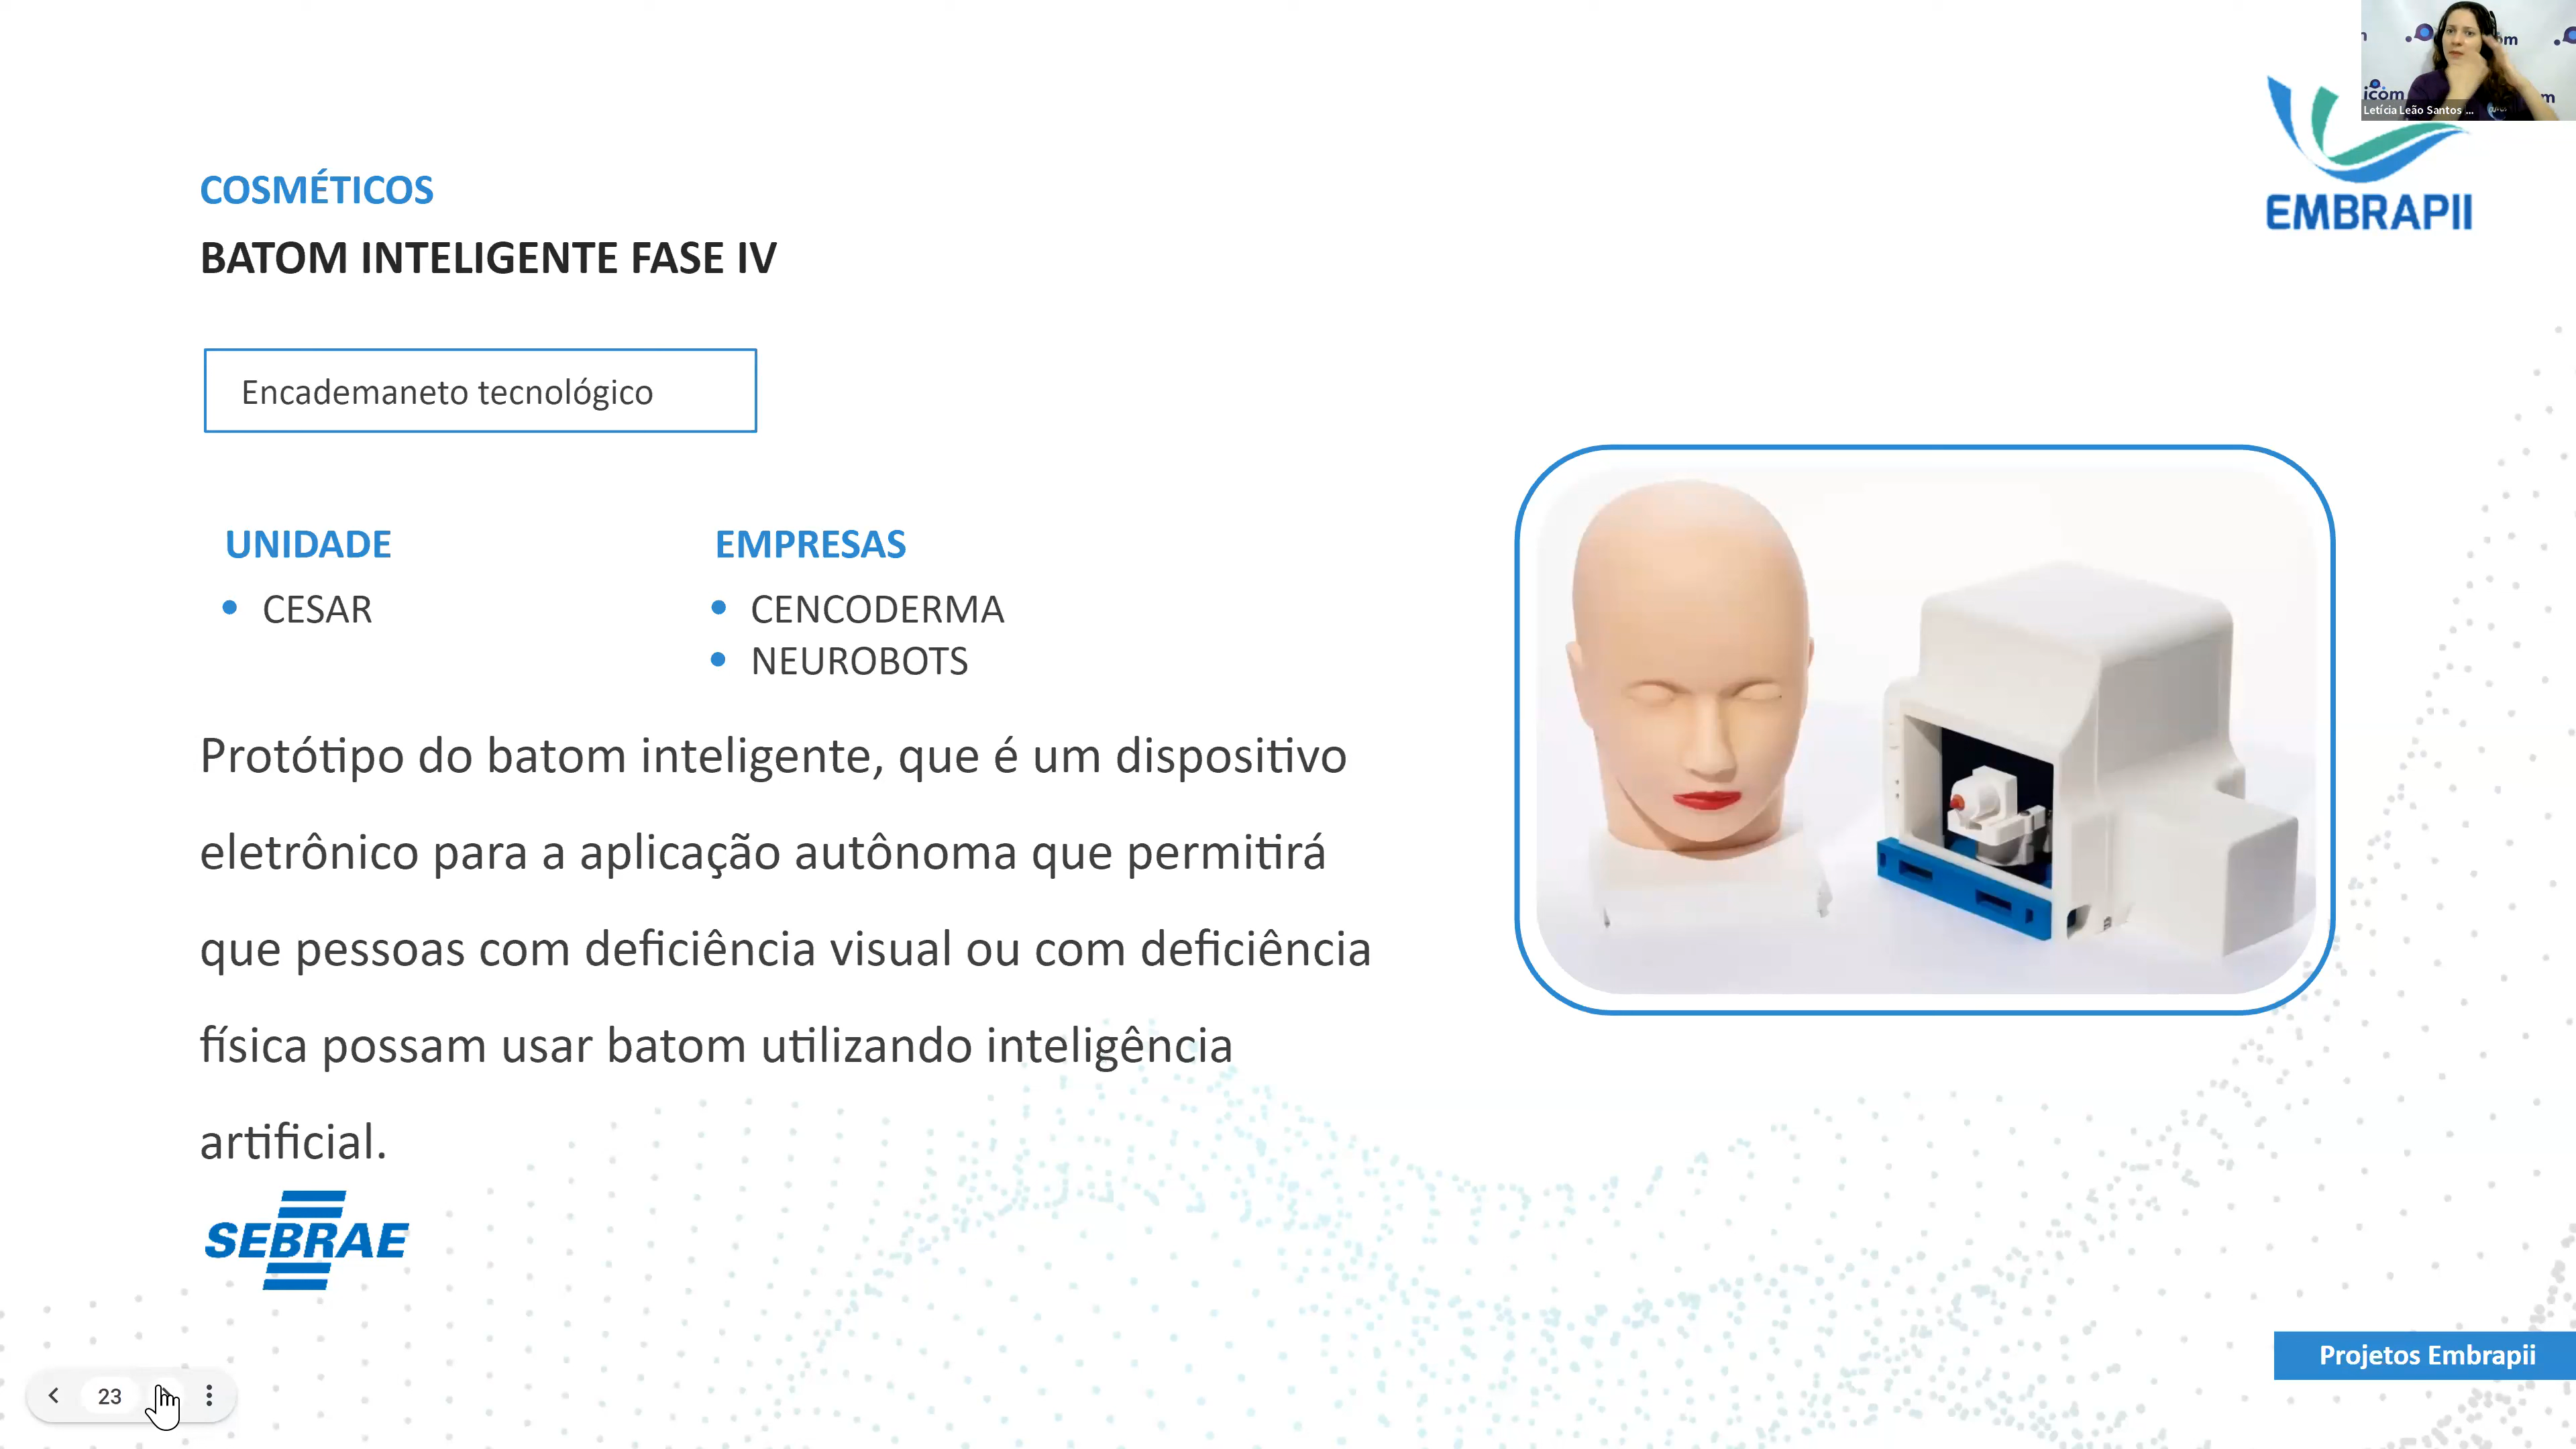 COSMÉTICOS
BATOM INTELIGENTE FASE IV
Encademaneto tecnológico
UNIDADE
• CESAR
EMPRESAS
• CENCODERMA
• NEUROBOTS
Protótipo do batom inteligente, que é um dispositivo
eletrônico para a aplicação autônoma que permitirá
que pessoas com deficiência visual ou com deficiência
física possam usar batom utilizando inteligência
artificial.
SEBRAE
EMBRAPII
icom
Letícia Leão Santos ...
Projetos Embrapii
23